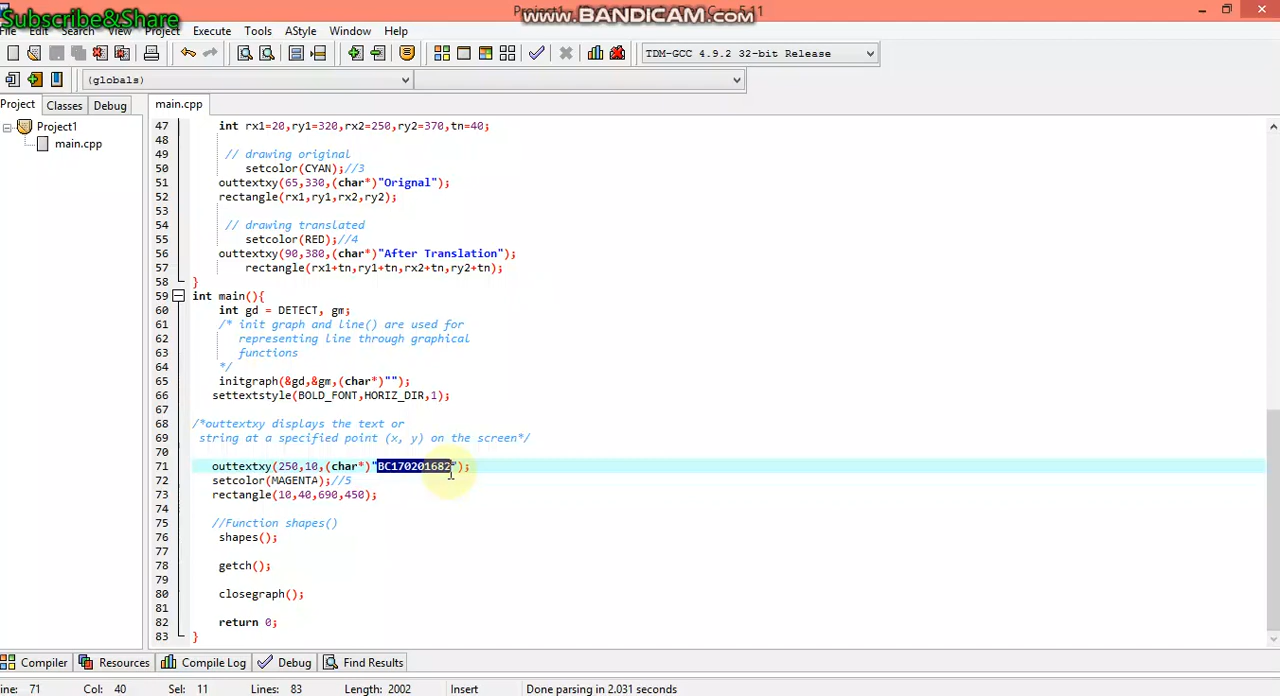 Project1 - Dev-C++ 5.11
www.BANDICAM.com
Subscribe&Share
File Edit Search View Project Execute Tools AStyle Window Help
TDM-GCC 4.9.2 32-bit Release
(globals)
Project Classes Debug main.cpp
Project1
main.cpp
47 int rx1=20,ry1=320,rx2=250,ry2=370,tn=40;
48
49 // drawing original
50 setcolor(CYAN);//3
51 outtextxy(65,330,(char*)"Orignal");
52 rectangle(rx1,ry1,rx2,ry2);
53
54 // drawing translated
55 setcolor(RED);//4
56 outtextxy(90,380,(char*)"After Translation");
57 rectangle(rx1+tn,ry1+tn,rx2+tn,ry2+tn);
58 }
59 int main(){
60 int gd = DETECT, gm;
61 /* init graph and line() are used for
62 representing line through graphical
63 functions
64 */
65 initgraph(&gd,&gm,(char*)"");
66 settextstyle(BOLD_FONT,HORIZ_DIR,1);
67
68 /*outtextxy displays the text or
69 string at a specified point (x, y) on the screen*/
70
71 outtextxy(250,10,(char*)"BC170201682");
72 setcolor(MAGENTA);//5
73 rectangle(10,40,690,450);
74
75 //Function shapes()
76 shapes();
77
78 getch();
79
80 closegraph();
81
82 return 0;
83 }
Compiler Resources Compile Log Debug Find Results
ine: 71 Col: 40 Sel: 11 Lines: 83 Length: 2002 Insert Done parsing in 2.031 seconds